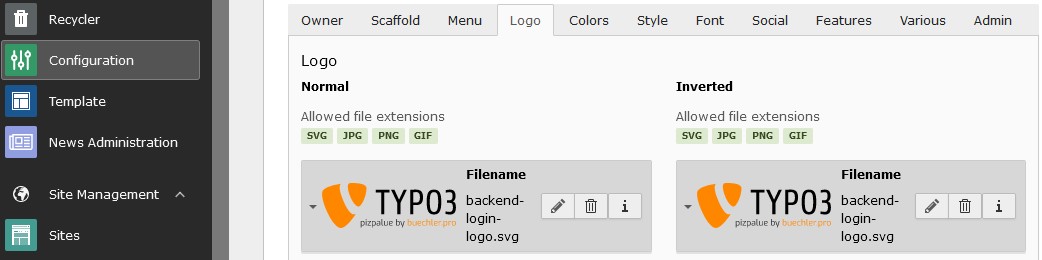 Recycler
Configuration
Template
News Administration
Site Management
Sites
Owner Scaffold Menu Logo Colors Style Font Social Features Various Admin
Logo
Normal
Allowed file extensions
SVG JPG PNG GIF
TYPO3
pizpalue by buechler.pro
Filename
backend-
login-
logo.svg
Inverted
Allowed file extensions
SVG JPG PNG GIF
TYPO3
pizpalue by buechler.pro
Filename
backend-
login-
logo.svg